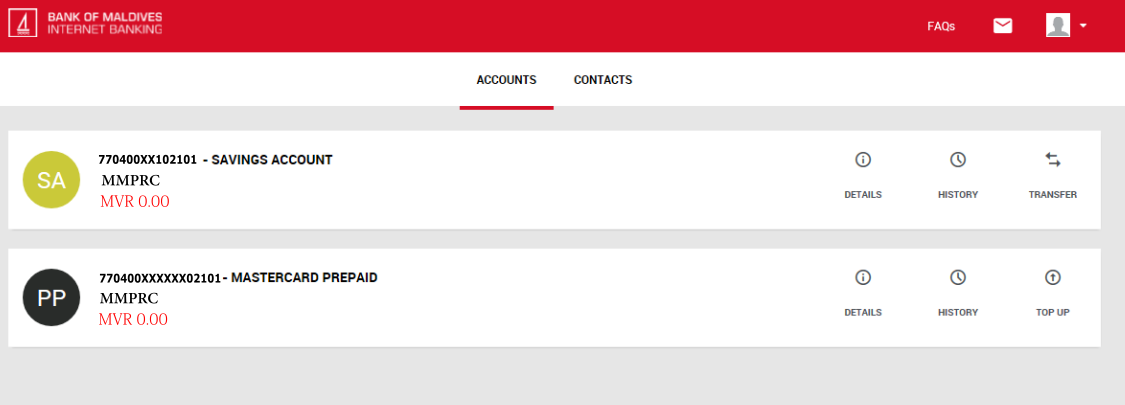 BANK OF MALDIVES
INTERNET BANKING
FAQs
ACCOUNTS CONTACTS
SA
770400XX102101 - SAVINGS ACCOUNT
MMPRC
MVR 0.00
DETAILS HISTORY TRANSFER
PP
770400XXXXXX02101 - MASTERCARD PREPAID
MMPRC
MVR 0.00
DETAILS HISTORY TOP UP